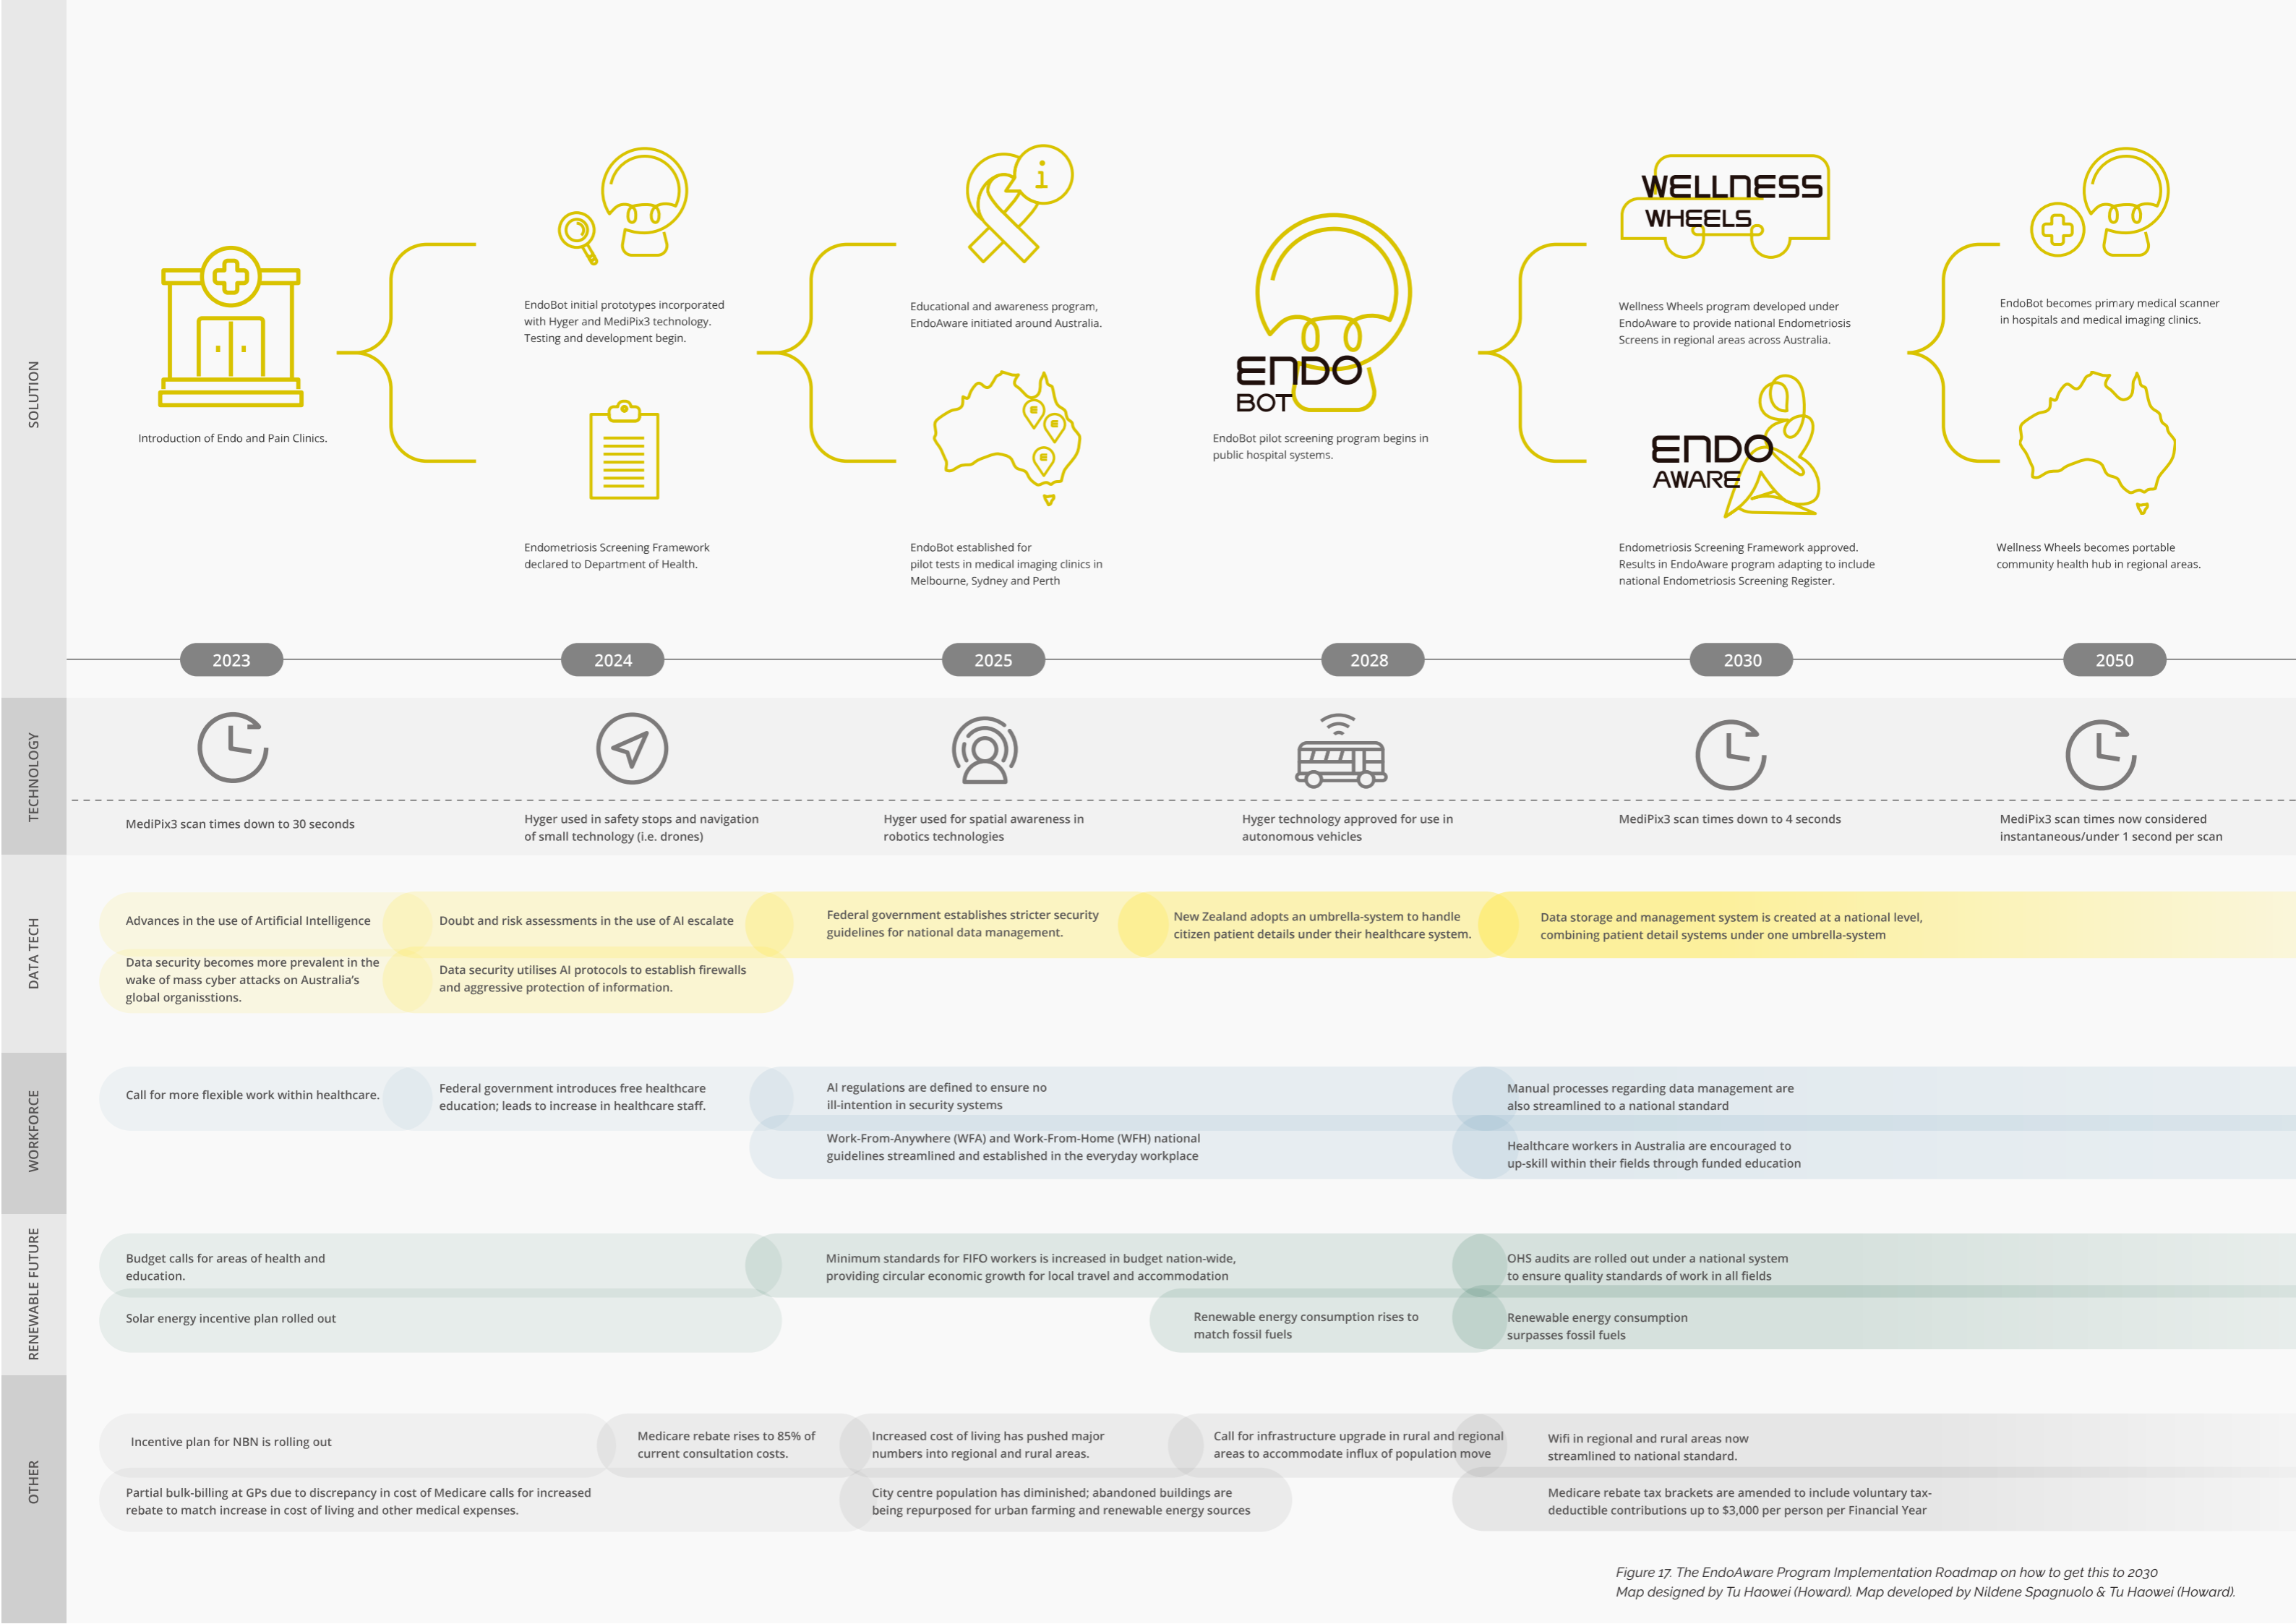 SOLUTION
Introduction of Endo and Pain Clinics.
EndoBot initial prototypes incorporated
with Hyger and MediPix3 technology.
Testing and development begin.
Endometriosis Screening Framework
declared to Department of Health.
i
Educational and awareness program,
EndoAware initiated around Australia.
E
E
E
EndoBot established for
pilot tests in medical imaging clinics in
Melbourne, Sydney and Perth
ENDO
BOT
EndoBot pilot screening program begins in
public hospital systems.
WELLNESS
WHEELS
Wellness Wheels program developed under
EndoAware to provide national Endometriosis
Screens in regional areas across Australia.
ENDO
AWARE
Endometriosis Screening Framework approved.
Results in EndoAware program adapting to include
national Endometriosis Screening Register.
EndoBot becomes primary medical scanner
in hospitals and medical imaging clinics.
Wellness Wheels becomes portable
community health hub in regional areas.
2023
2024
2025
2028
2030
2050
TECHNOLOGY
MediPix3 scan times down to 30 seconds
Hyger used in safety stops and navigation
of small technology (i.e. drones)
Hyger used for spatial awareness in
robotics technologies
Hyger technology approved for use in
autonomous vehicles
MediPix3 scan times down to 4 seconds
MediPix3 scan times now considered
instantaneous/under 1 second per scan
DATA TECH
Advances in the use of Artificial Intelligence
Doubt and risk assessments in the use of AI escalate
Federal government establishes stricter security
guidelines for national data management.
New Zealand adopts an umbrella-system to handle
citizen patient details under their healthcare system.
Data storage and management system is created at a national level,
combining patient detail systems under one umbrella-system
Data security becomes more prevalent in the
wake of mass cyber attacks on Australia's
global organisstions.
Data security utilises AI protocols to establish firewalls
and aggressive protection of information.
WORKFORCE
Call for more flexible work within healthcare.
Federal government introduces free healthcare
education; leads to increase in healthcare staff.
AI regulations are defined to ensure no
ill-intention in security systems
Manual processes regarding data management are
also streamlined to a national standard
Work-From-Anywhere (WFA) and Work-From-Home (WFH) national
guidelines streamlined and established in the everyday workplace
Healthcare workers in Australia are encouraged to
up-skill within their fields through funded education
RENEWABLE FUTURE
Budget calls for areas of health and
education.
Minimum standards for FIFO workers is increased in budget nation-wide,
providing circular economic growth for local travel and accommodation
OHS audits are rolled out under a national system
to ensure quality standards of work in all fields
Solar energy incentive plan rolled out
Renewable energy consumption rises to
match fossil fuels
Renewable energy consumption
surpasses fossil fuels
OTHER
Incentive plan for NBN is rolling out
Medicare rebate rises to 85% of
current consultation costs.
Increased cost of living has pushed major
numbers into regional and rural areas.
Call for infrastructure upgrade in rural and regional
areas to accommodate influx of population move
Wifi in regional and rural areas now
streamlined to national standard.
Partial bulk-billing at GPs due to discrepancy in cost of Medicare calls for increased
rebate to match increase in cost of living and other medical expenses.
City centre population has diminished; abandoned buildings are
being repurposed for urban farming and renewable energy sources
Medicare rebate tax brackets are amended to include voluntary tax-
deductible contributions up to $3,000 per person per Financial Year
Figure 17. The EndoAware Program Implementation Roadmap on how to get this to 2030
Map designed by Tu Haowei (Howard). Map developed by Nildene Spagnuolo & Tu Haowei (Howard).